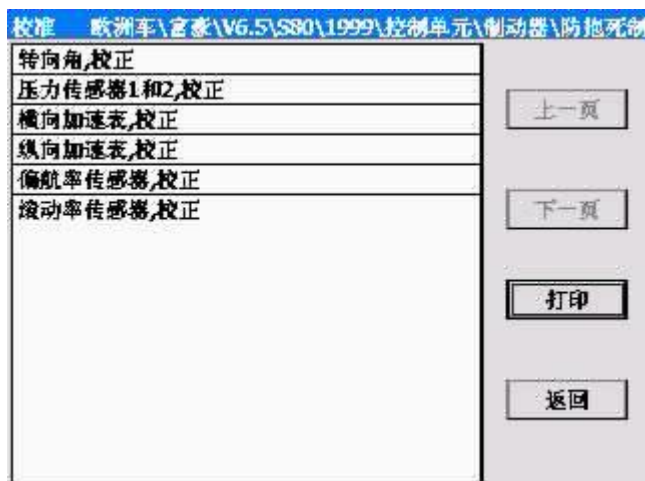 校准 欧洲车\富豪\V6.5\S80\1999\控制单元\制动器\防抱死制
转向角,校正
压力传感器1和2,校正
横向加速表,校正
纵向加速表,校正
偏航率传感器,校正
滚动率传感器,校正
上一页
下一页
打印
返回